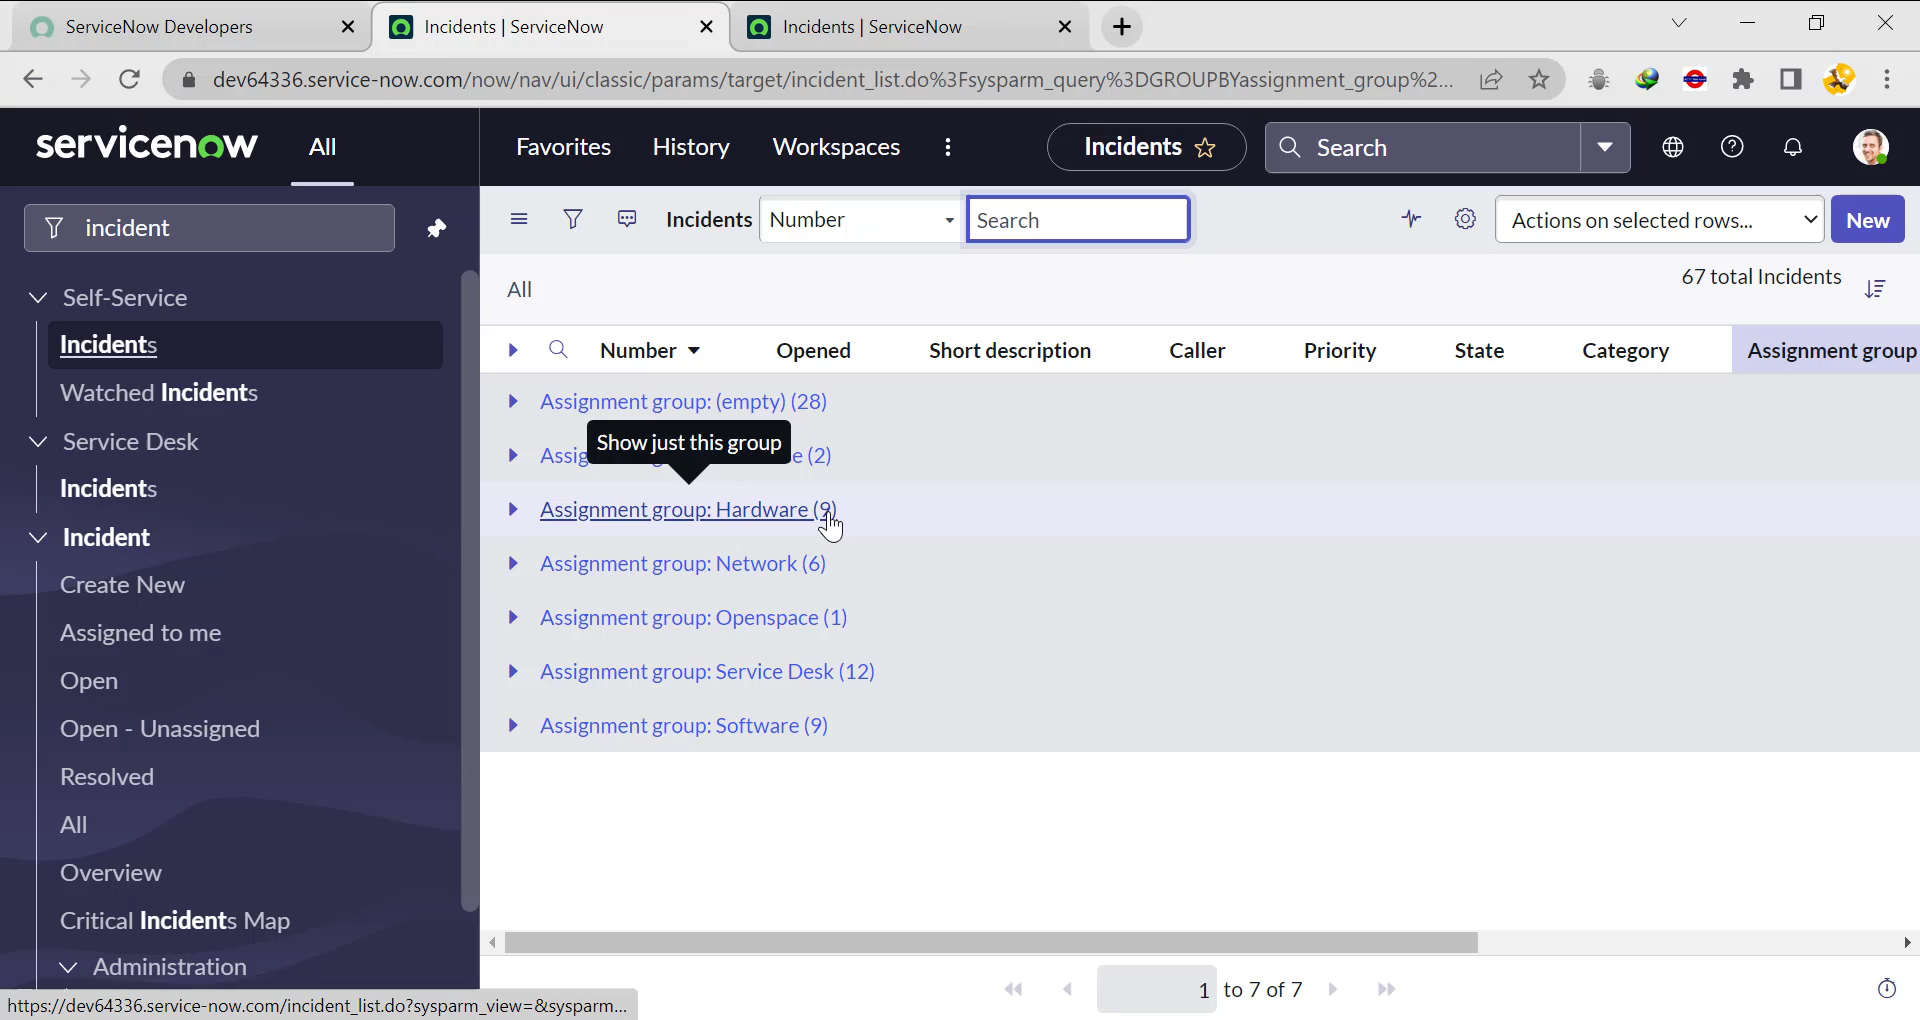 ServiceNow Developers
Incidents | ServiceNow
Incidents | ServiceNow
dev64336.service-now.com/now/nav/ui/classic/params/target/incident_list.do%3Fsysparm_query%3DGROUPBYassignment_group%2...
servicenow
All
Favorites
History
Workspaces
Incidents
Search
incident
Self-Service
Incidents
Watched Incidents
Service Desk
Incidents
Incident
Create New
Assigned to me
Open
Open - Unassigned
Resolved
All
Overview
Critical Incidents Map
Administration
https://dev64336.service-now.com/incident_list.do?sysparm_view=&sysparm...
Incidents
Number
Search
Actions on selected rows...
New
All
67 total Incidents
Number
Opened
Short description
Caller
Priority
State
Category
Assignment group
Assignment group: (empty) (28)
Show just this group
Assig
e (2)
Assignment group: Hardware (9)
Assignment group: Network (6)
Assignment group: Openspace (1)
Assignment group: Service Desk (12)
Assignment group: Software (9)
1 to 7 of 7